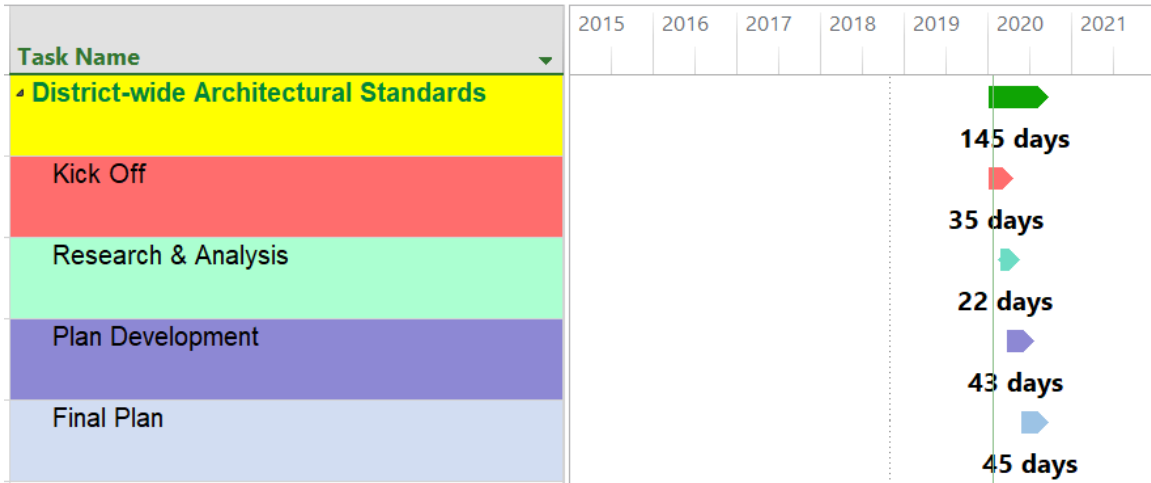 2015 2016 2017 2018 2019 2020 2021
Task Name
District-wide Architectural Standards
145 days
Kick Off
35 days
Research & Analysis
22 days
Plan Development
43 days
Final Plan
45 days